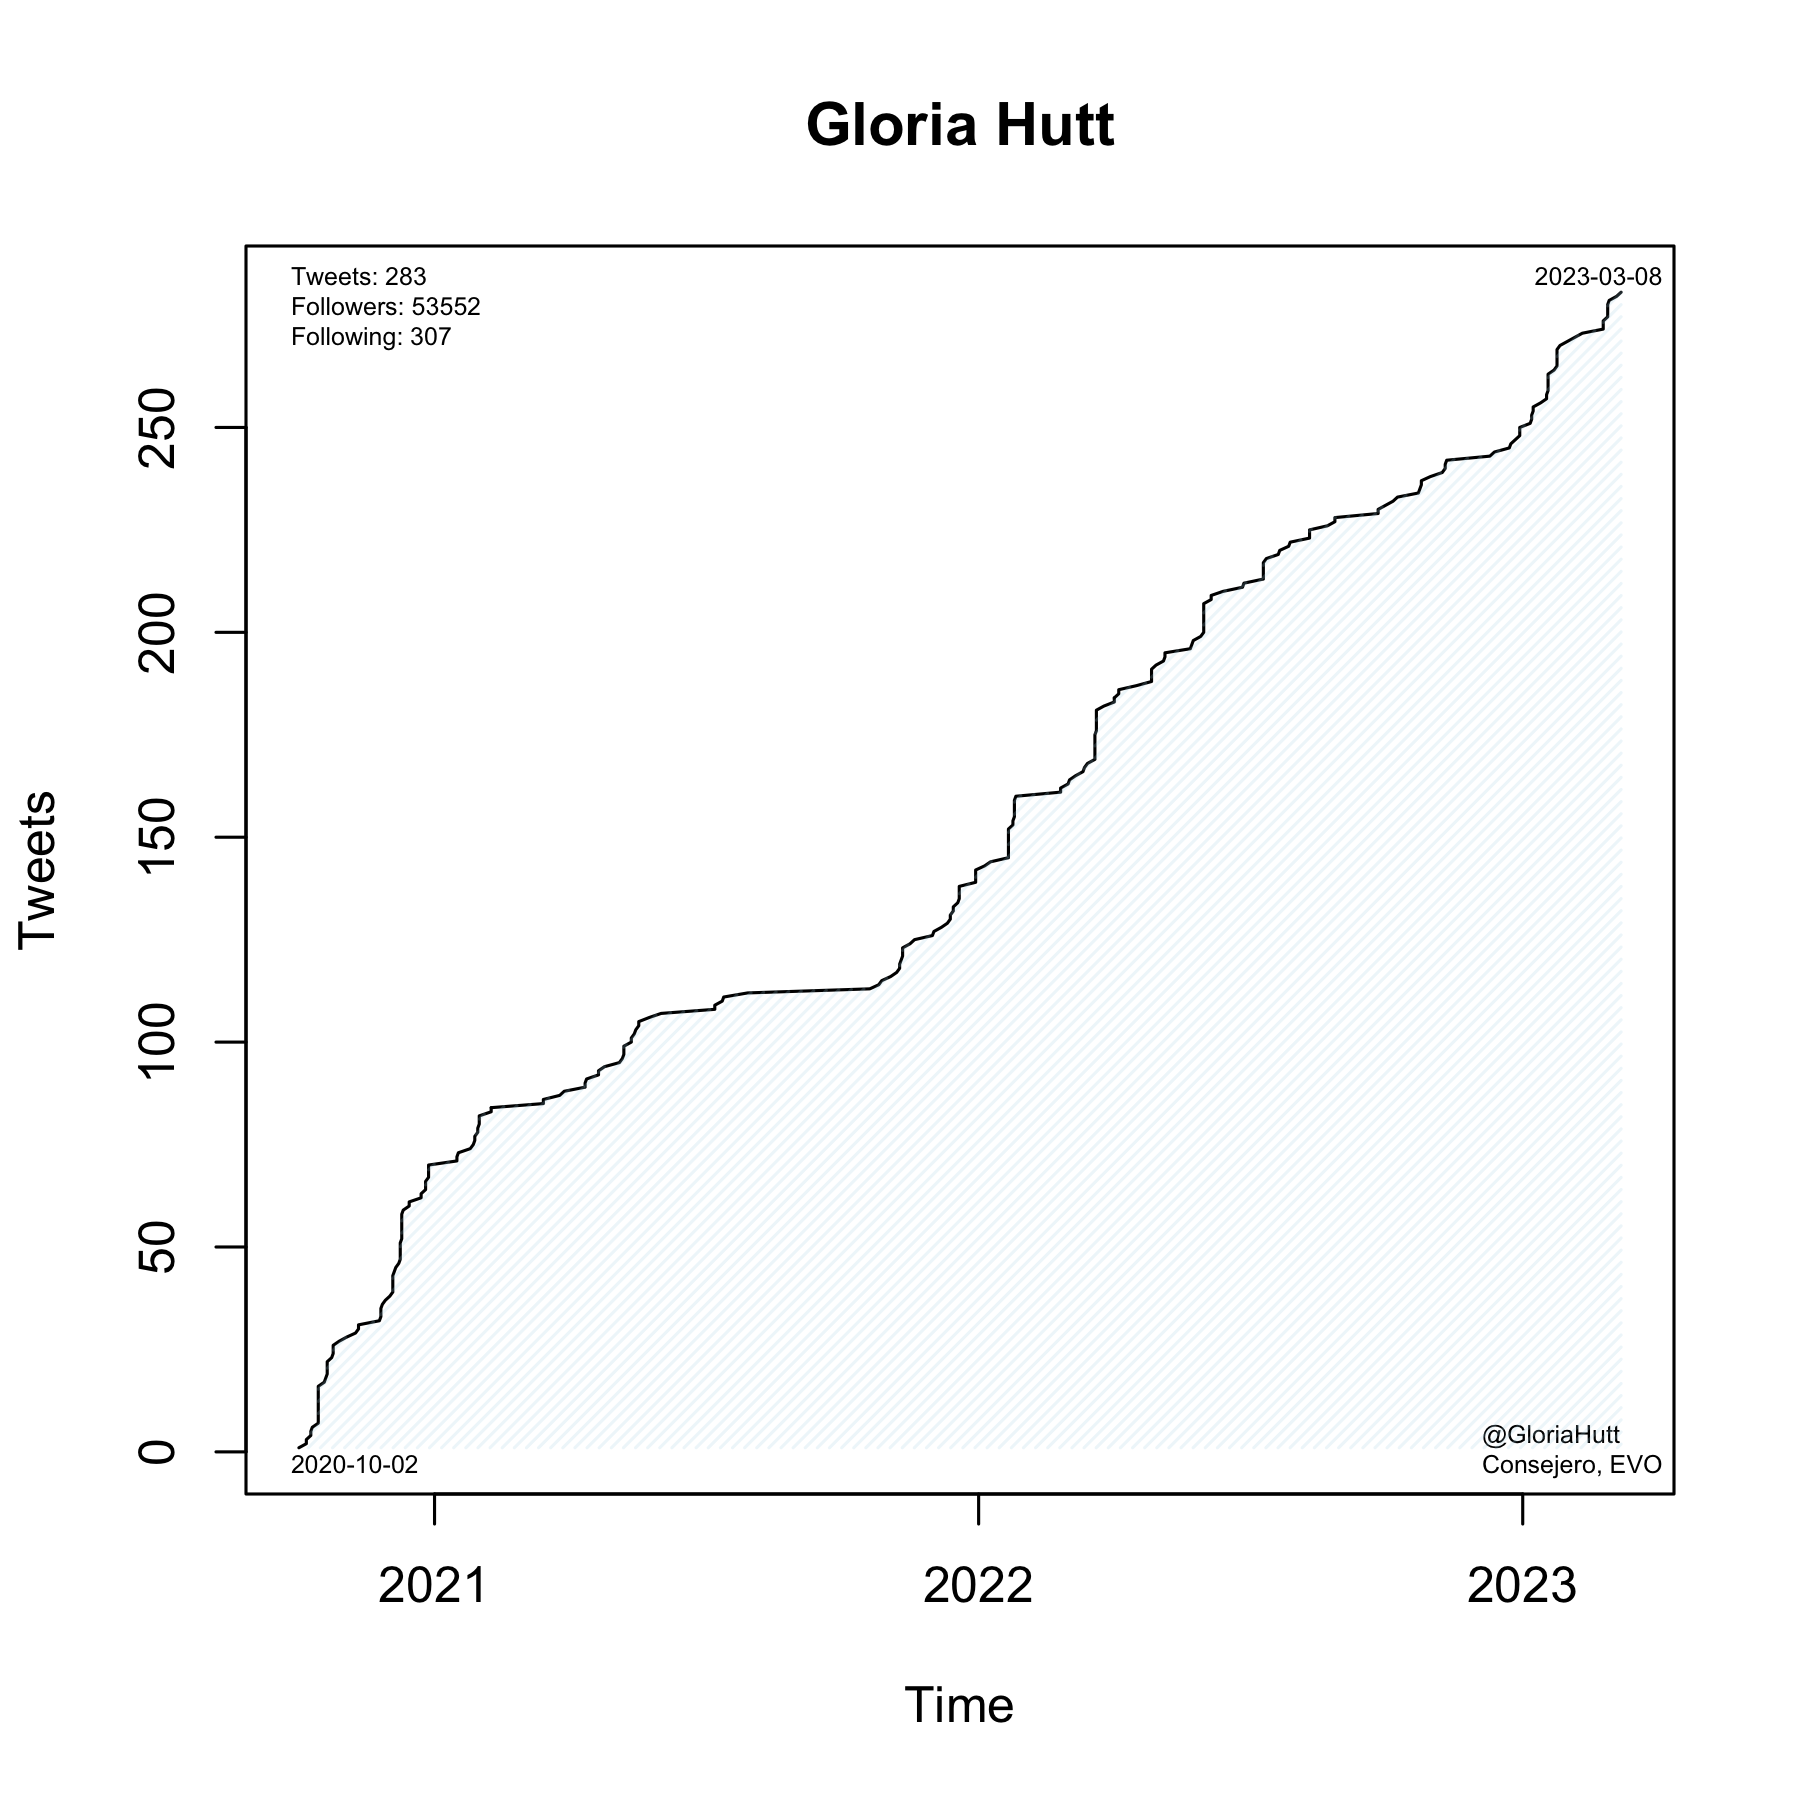 Gloria Hutt
Tweets: 283
Followers: 53552
Following: 307
2023-03-08
Tweets
250
200
150
100
50
0
2020-10-02
@GloriaHutt
Consejero, EVO
2021 2022 2023
Time